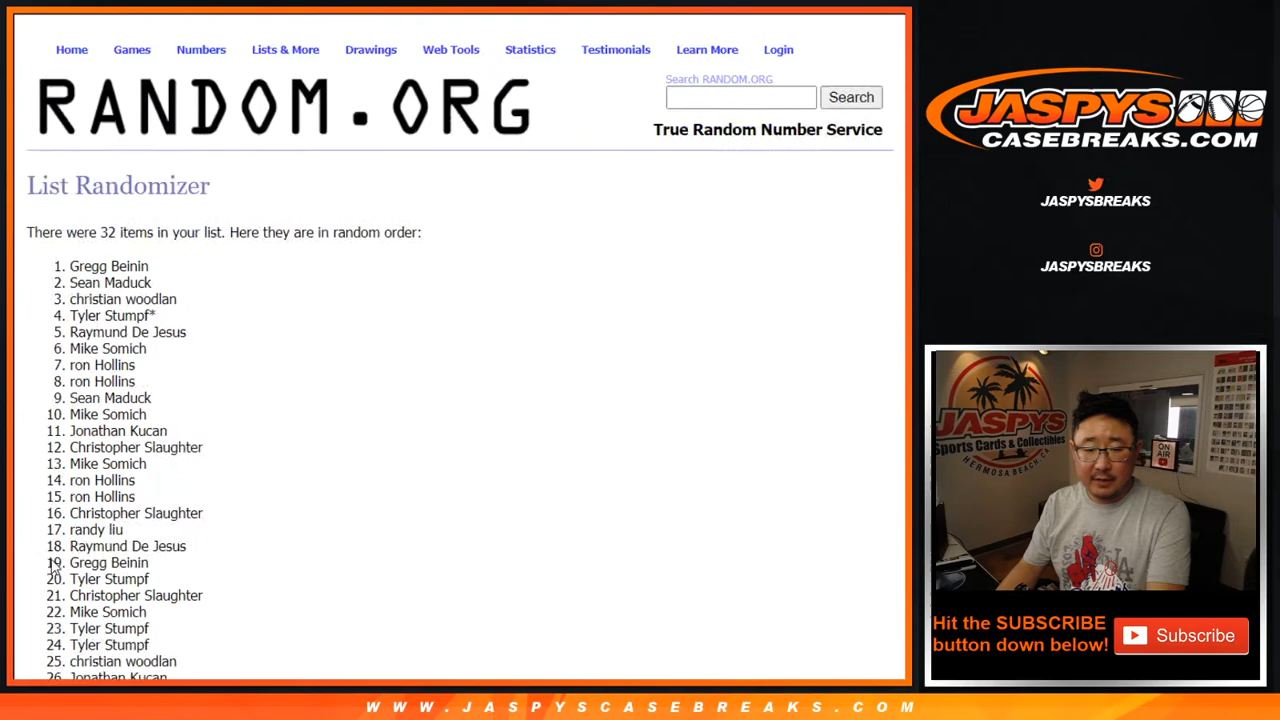 Home Games Numbers Lists & More Drawings Web Tools Statistics Testimonials Learn More Login
RANDOM.ORG
Search RANDOM.ORG
Search
True Random Number Service
List Randomizer
There were 32 items in your list. Here they are in random order:
1. Gregg Beinin
2. Sean Maduck
3. christian woodlan
4. Tyler Stumpf*
5. Raymund De Jesus
6. Mike Somich
7. ron Hollins
8. ron Hollins
9. Sean Maduck
10. Mike Somich
11. Jonathan Kucan
12. Christopher Slaughter
13. Mike Somich
14. ron Hollins
15. ron Hollins
16. Christopher Slaughter
17. randy liu
18. Raymund De Jesus
19. Gregg Beinin
20. Tyler Stumpf
21. Christopher Slaughter
22. Mike Somich
23. Tyler Stumpf
24. Tyler Stumpf
25. christian woodlan
26. Jonathan Kucan
JASPYS
CASEBREAKS.COM
JASPYSBREAKS
JASPYSBREAKS
JASPYS
Sports Cards & Collectibles
HERMOSA BEACH, CA
ON AIR
LA
Hit the SUBSCRIBE
button down below!
Subscribe
WWW.JASPYSCASEBREAKS.COM